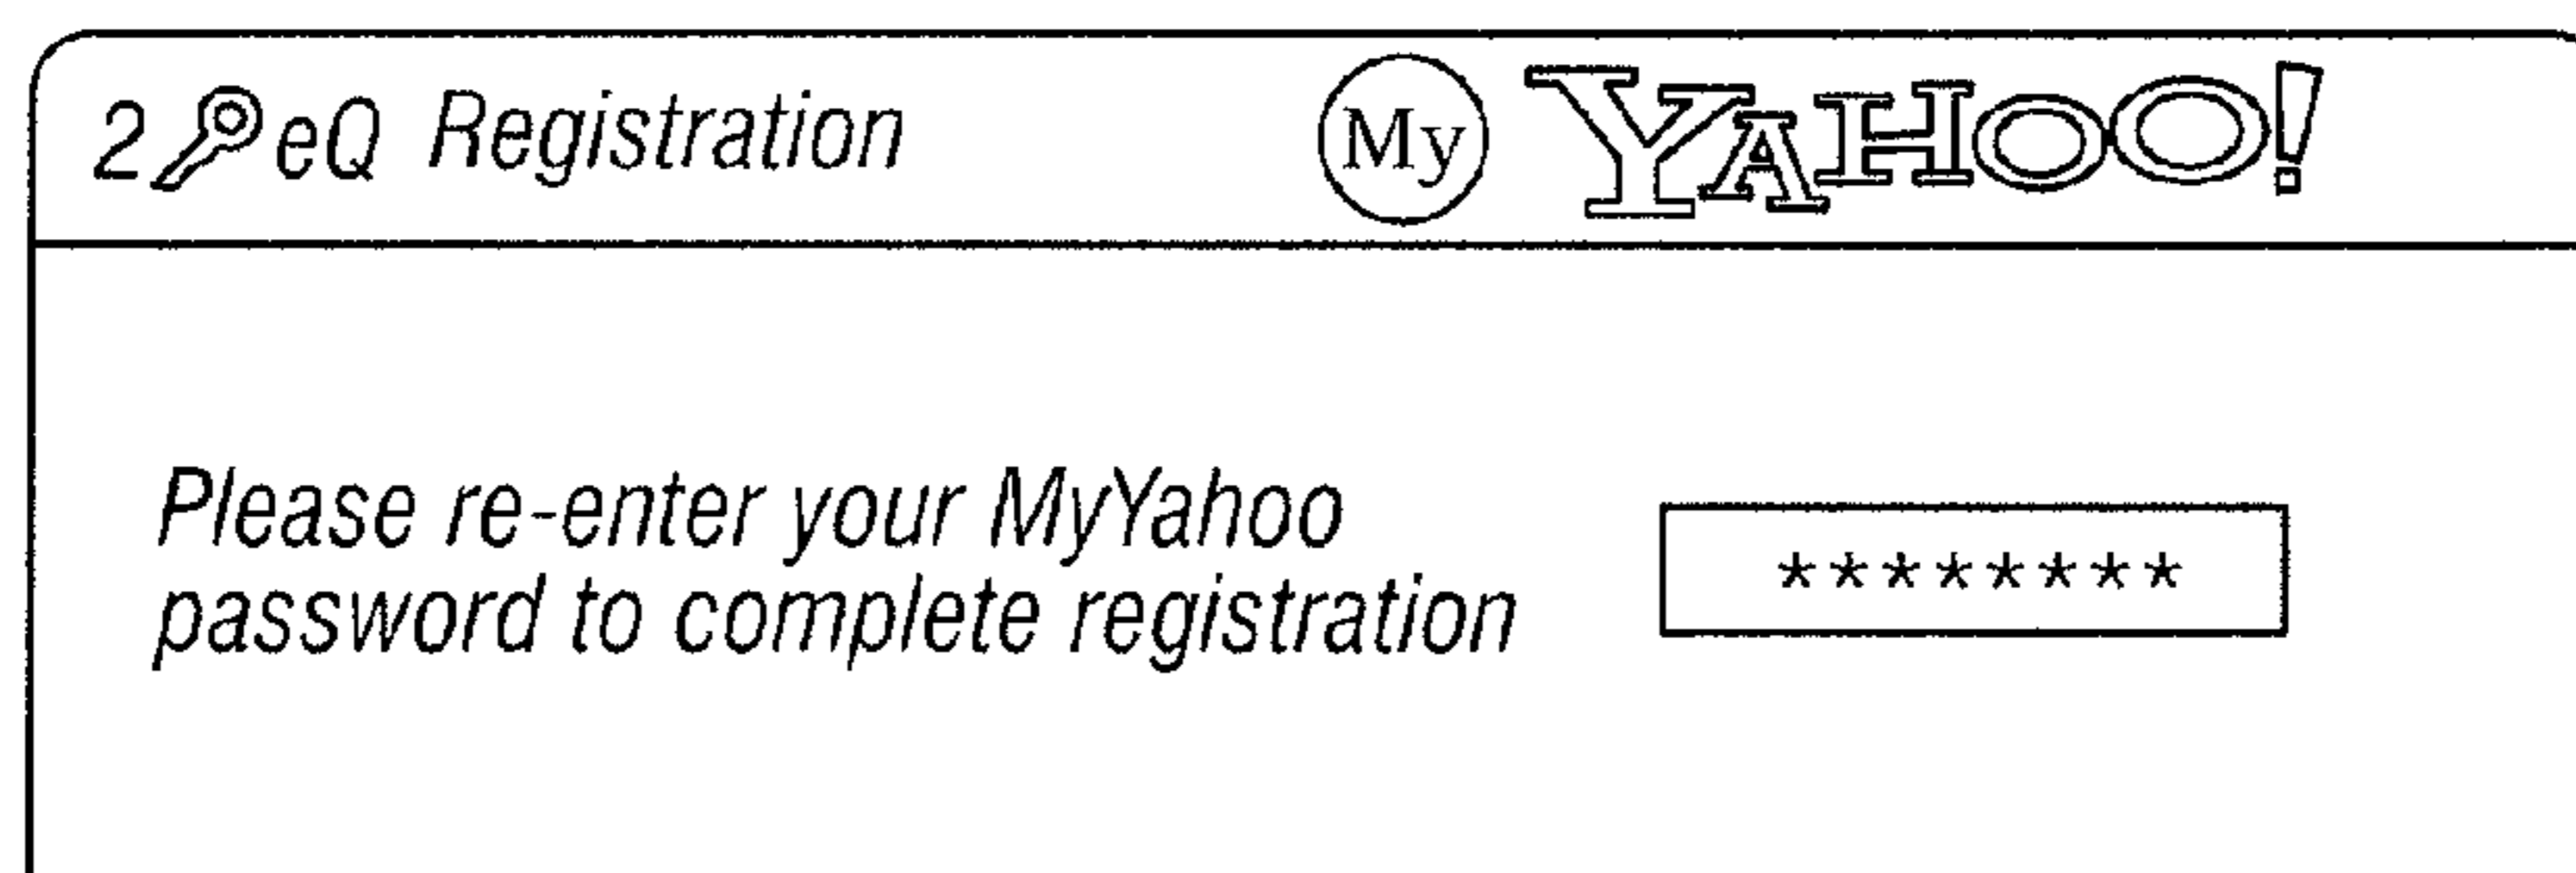 2 eQ Registration
My YAHOO!
Please re-enter your MyYahoo
password to complete registration
********